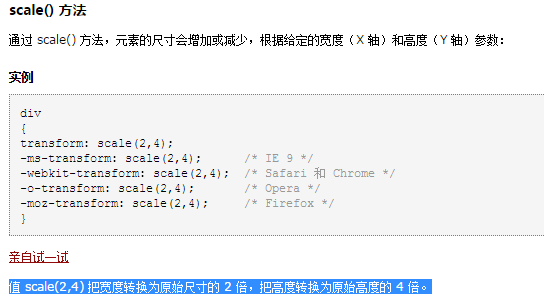 scale() 方法
通过 scale() 方法，元素的尺寸会增加或减少，根据给定的宽度（X 轴）和高度（Y 轴）参数：
实例
div
{
transform: scale(2,4);
-ms-transform: scale(2,4);      /* IE 9 */
-webkit-transform: scale(2,4);  /* Safari 和 Chrome */
-o-transform: scale(2,4);       /* Opera */
-moz-transform: scale(2,4);     /* Firefox */
}
亲自试一试
值 scale(2,4) 把宽度转换为原始尺寸的 2 倍，把高度转换为原始高度的 4 倍。